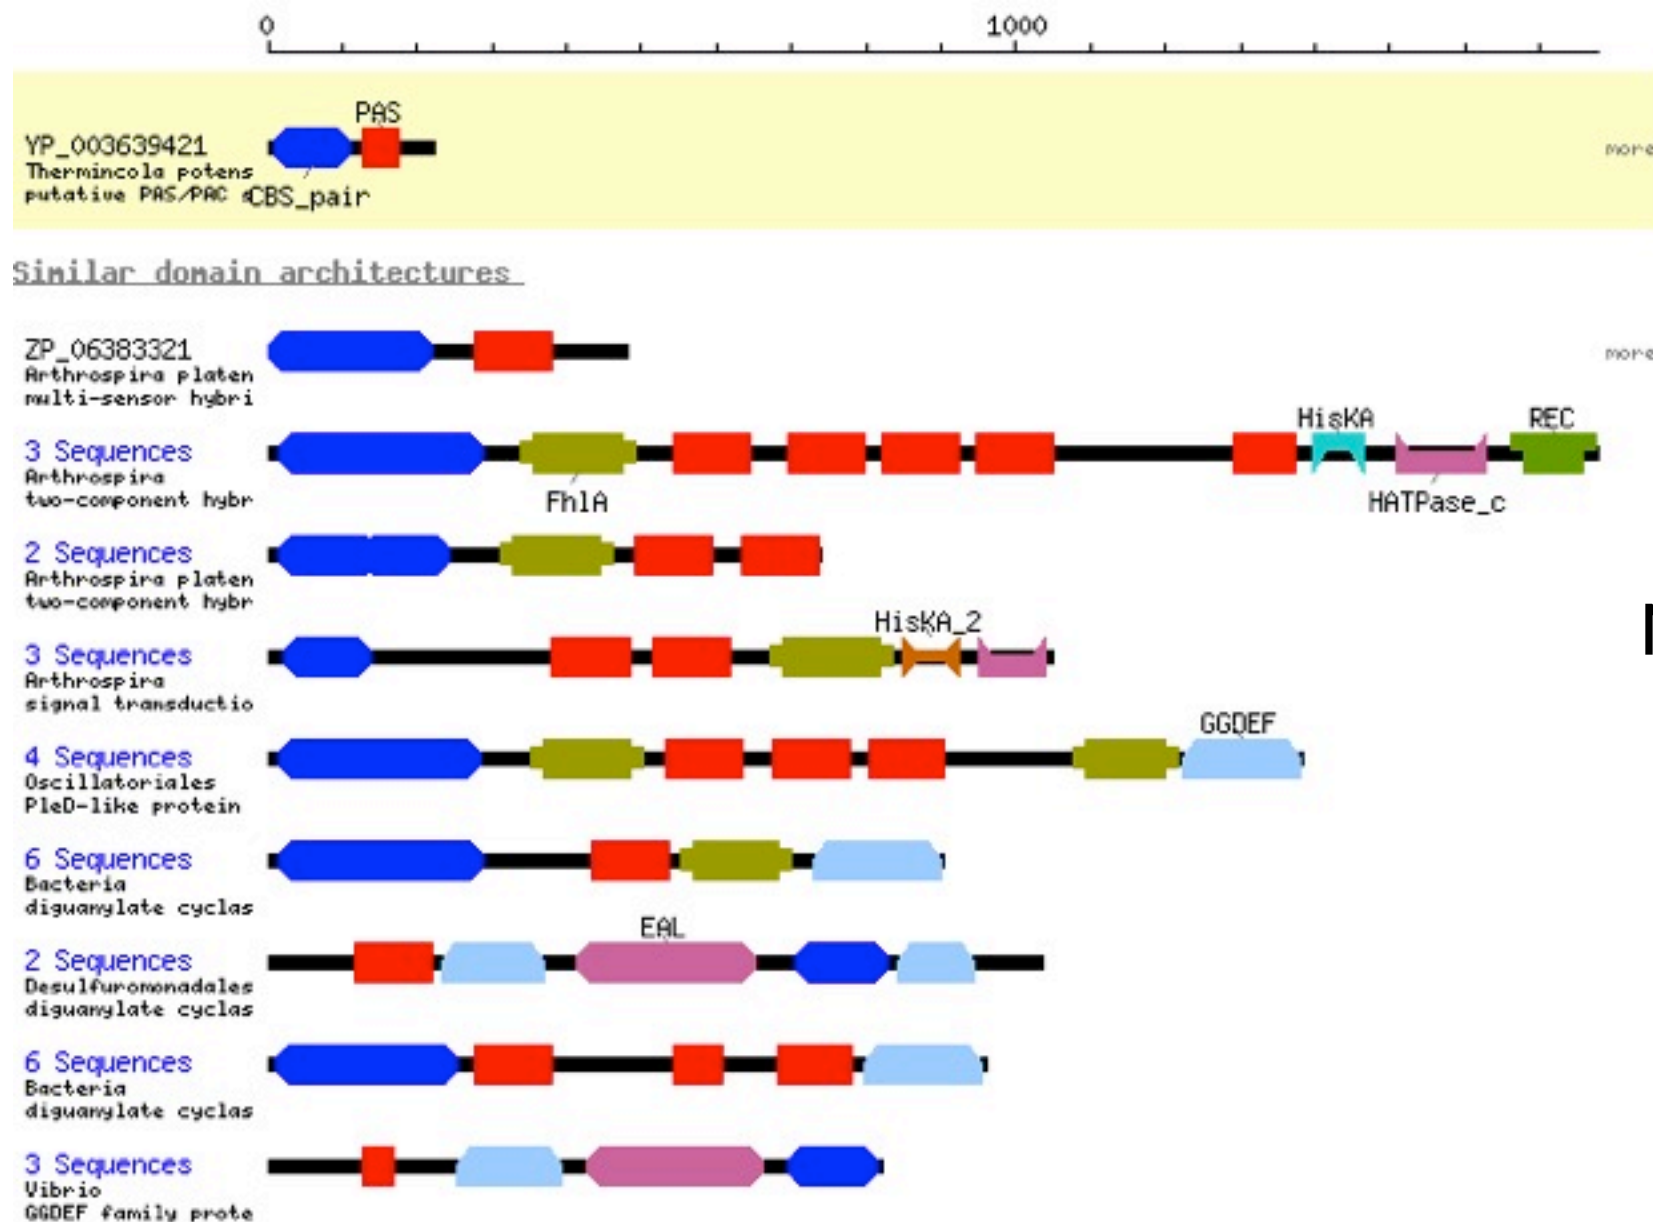 0 1000
PAS
YP_003639421
more
Thermincola potens
putative PAS/PAC s
CBS_pair
Similar domain architectures
ZP_06383321
more
Arthrospira platen
multi-sensor hybri
HisKA REC
3 Sequences
Arthrospira
two-component hybr
FhlA HATPase_c
2 Sequences
Arthrospira platen
two-component hybr
HisKA_2
3 Sequences
Arthrospira
signal transductio
GGDEF
4 Sequences
Oscillatoriales
PleD-like protein
6 Sequences
Bacteria
diguanylate cyclas
EAL
2 Sequences
Desulfuromonadales
diguanylate cyclas
6 Sequences
Bacteria
diguanylate cyclas
3 Sequences
Vibrio
GGDEF family prote